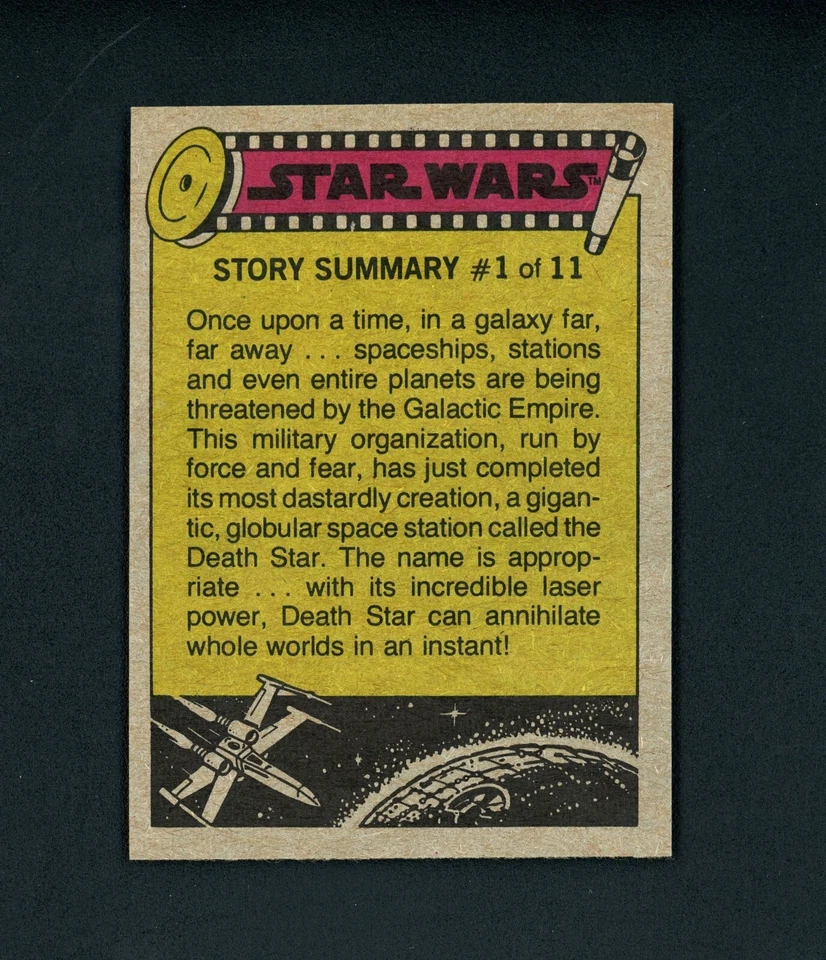 STAR WARS™
STORY SUMMARY #1 of 11
Once upon a time, in a galaxy far,
far away . . . spaceships, stations
and even entire planets are being
threatened by the Galactic Empire.
This military organization, run by
force and fear, has just completed
its most dastardly creation, a gigan-
tic, globular space station called the
Death Star. The name is approp-
riate . . . with its incredible laser
power, Death Star can annihilate
whole worlds in an instant!